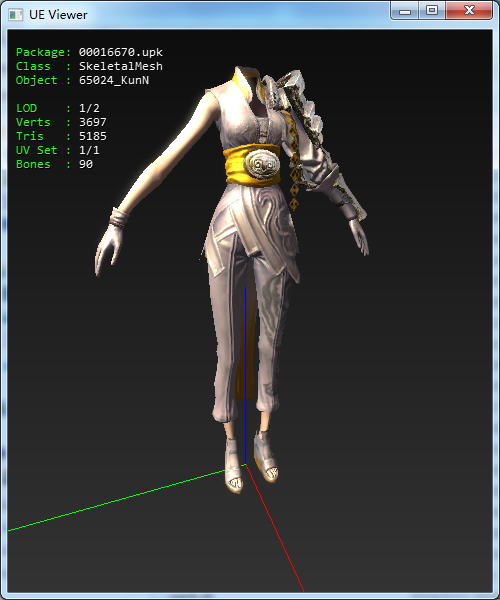 UE Viewer
Package: 00016670.upk
Class : SkeletalMesh
Object : 65024_KunN
LOD : 1/2
Verts : 3697
Tris : 5185
UV Set : 1/1
Bones : 90